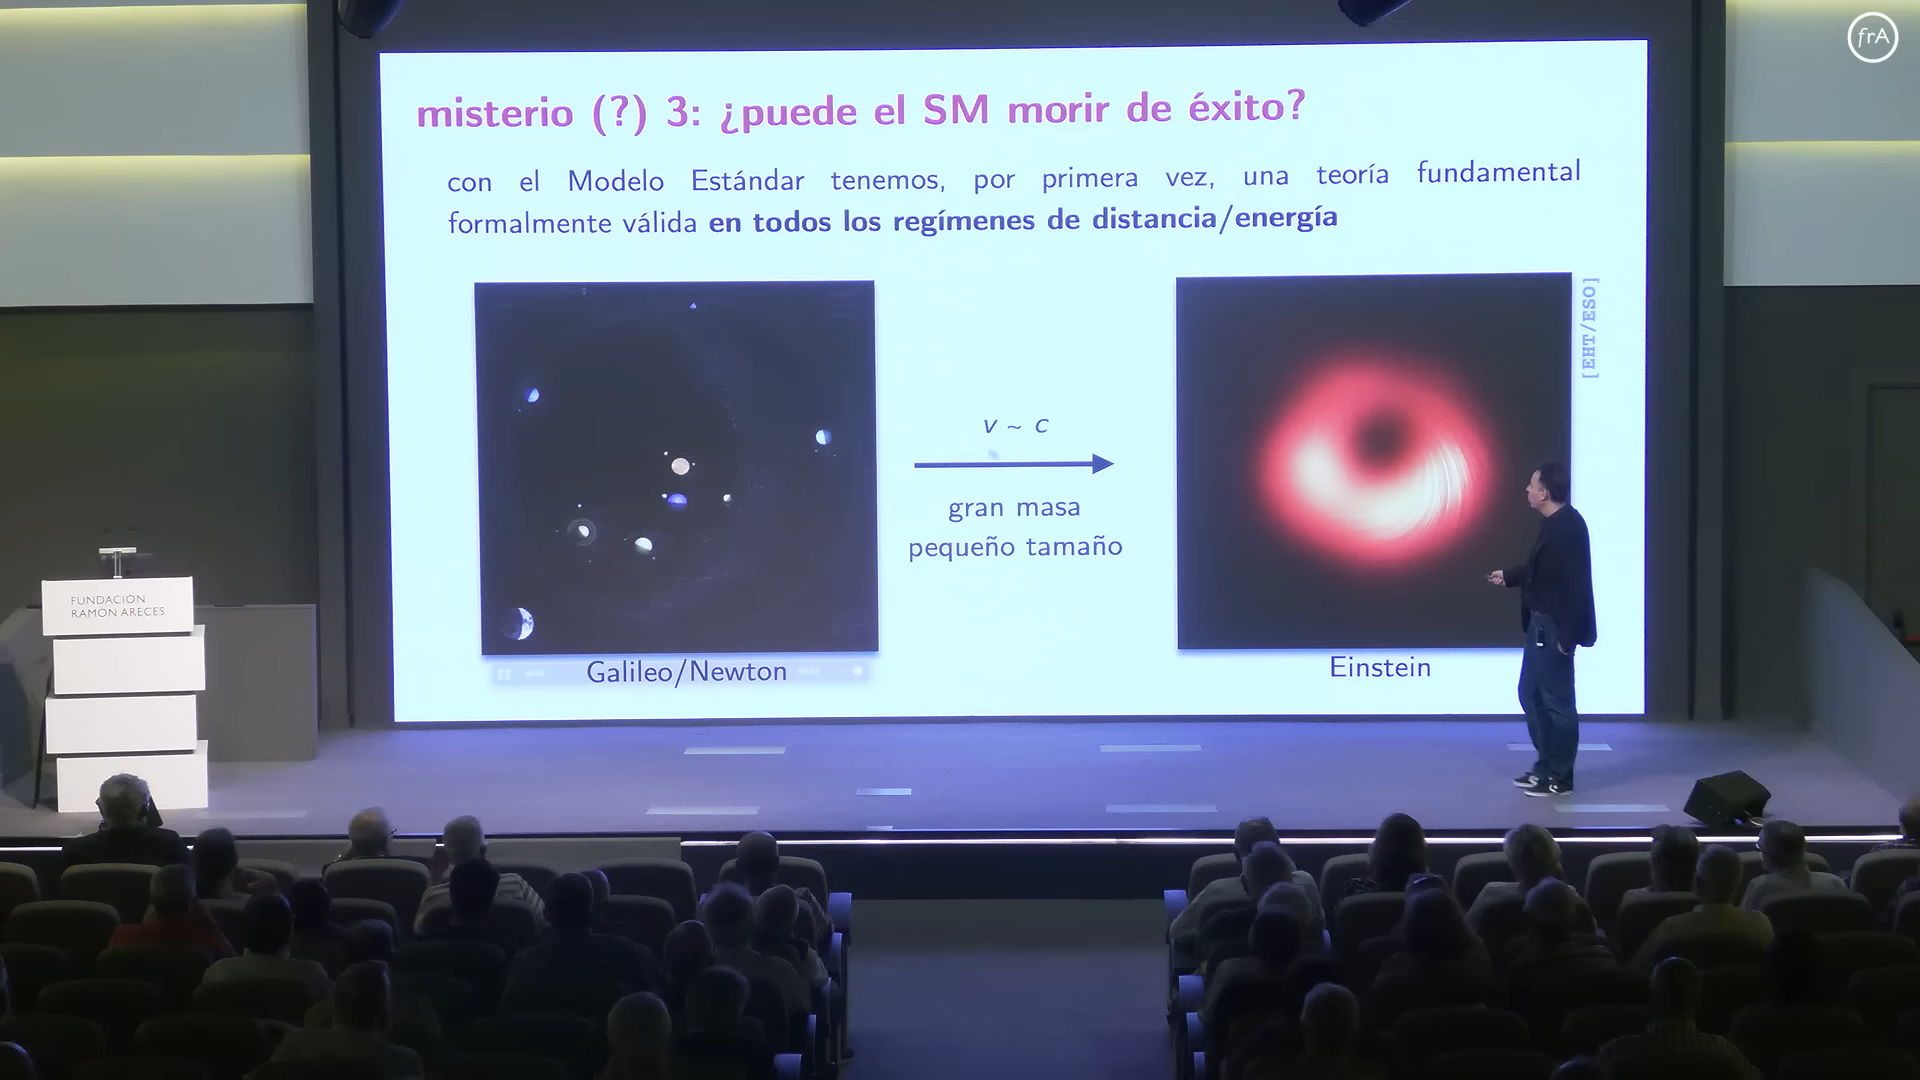 frA
misterio (?) 3: ¿puede el SM morir de éxito?
con el Modelo Estándar tenemos, por primera vez, una teoría fundamental
formalmente válida en todos los regímenes de distancia/energía
[EHT/ESO]
v ~ c
gran masa
pequeño tamaño
Galileo/Newton
Einstein
FUNDACIÓN
RAMÓN ARECES